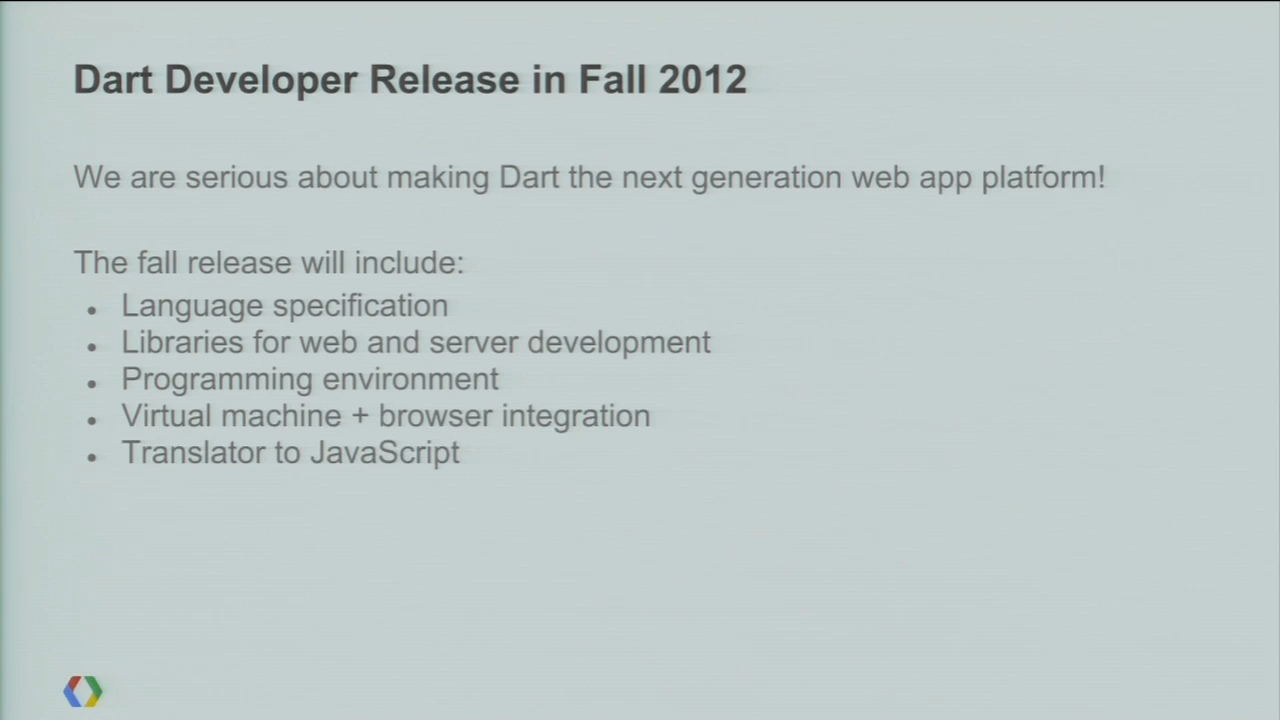 Dart Developer Release in Fall 2012
We are serious about making Dart the next generation web app platform!
The fall release will include:
• Language specification
• Libraries for web and server development
• Programming environment
• Virtual machine + browser integration
• Translator to JavaScript